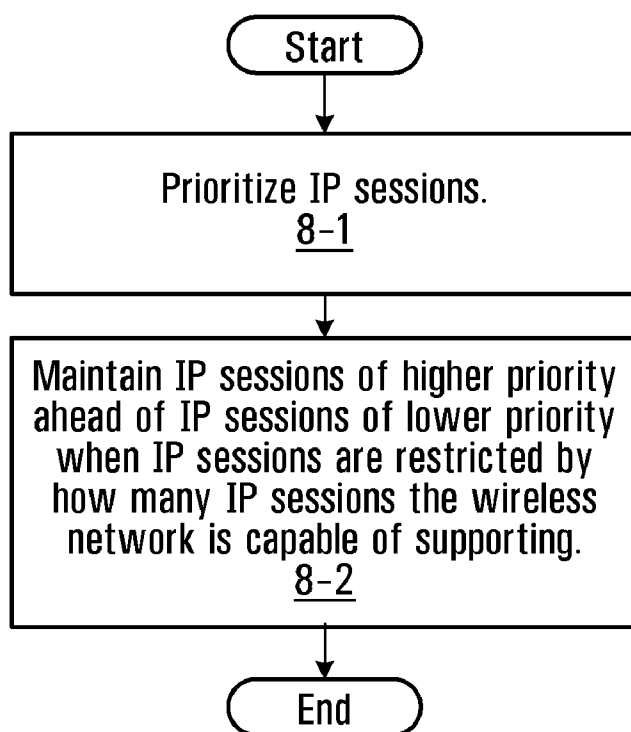 Start
Prioritize IP sessions.
8-1
Maintain IP sessions of higher priority
ahead of IP sessions of lower priority
when IP sessions are restricted by
how many IP sessions the wireless
network is capable of supporting.
8-2
End